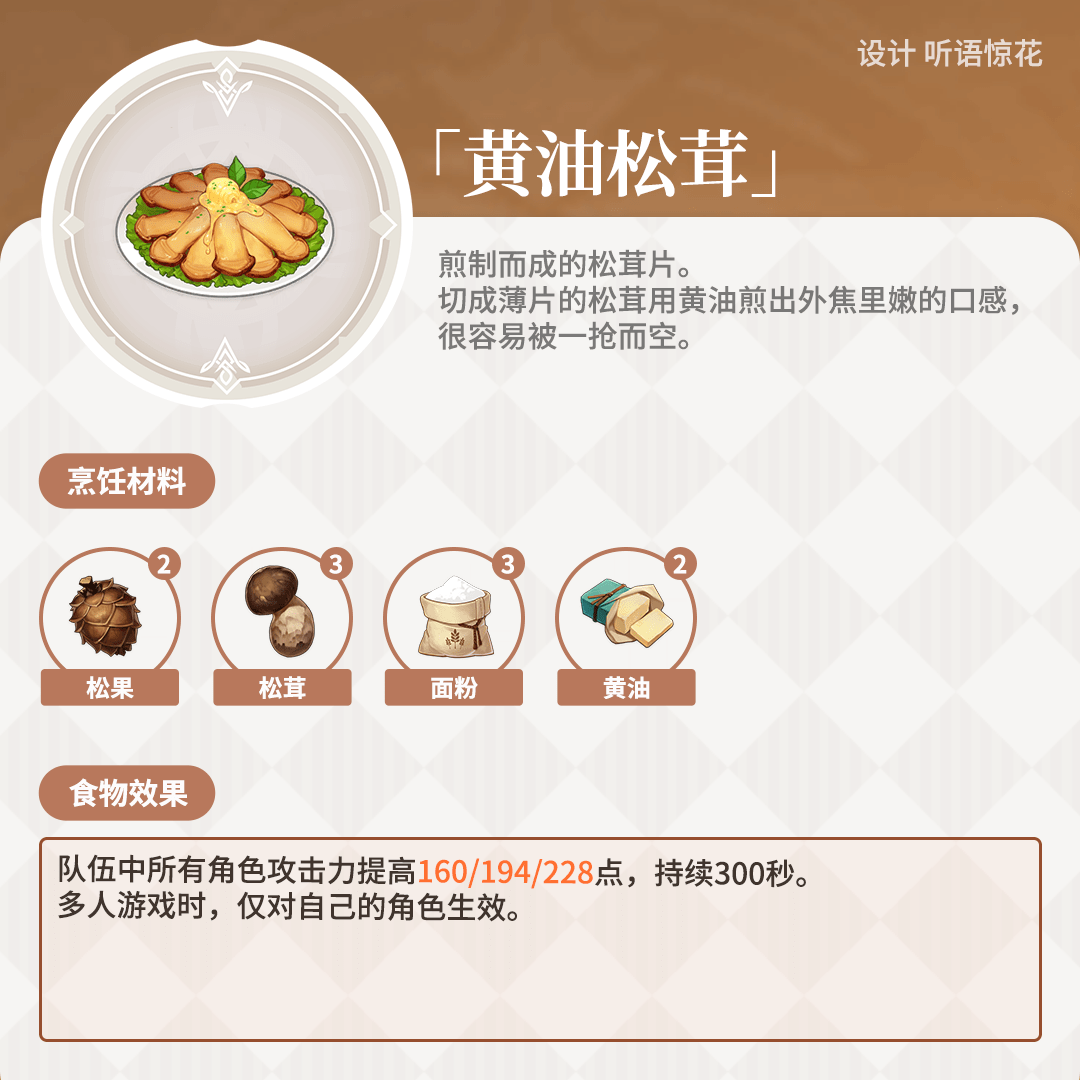 设计 听语惊花
「黄油松茸」
煎制而成的松茸片。
切成薄片的松茸用黄油煎出外焦里嫩的口感，
很容易被一抢而空。
烹饪材料
2
3
3
2
松果
松茸
面粉
黄油
食物效果
队伍中所有角色攻击力提高160/194/228点，持续300秒。
多人游戏时，仅对自己的角色生效。